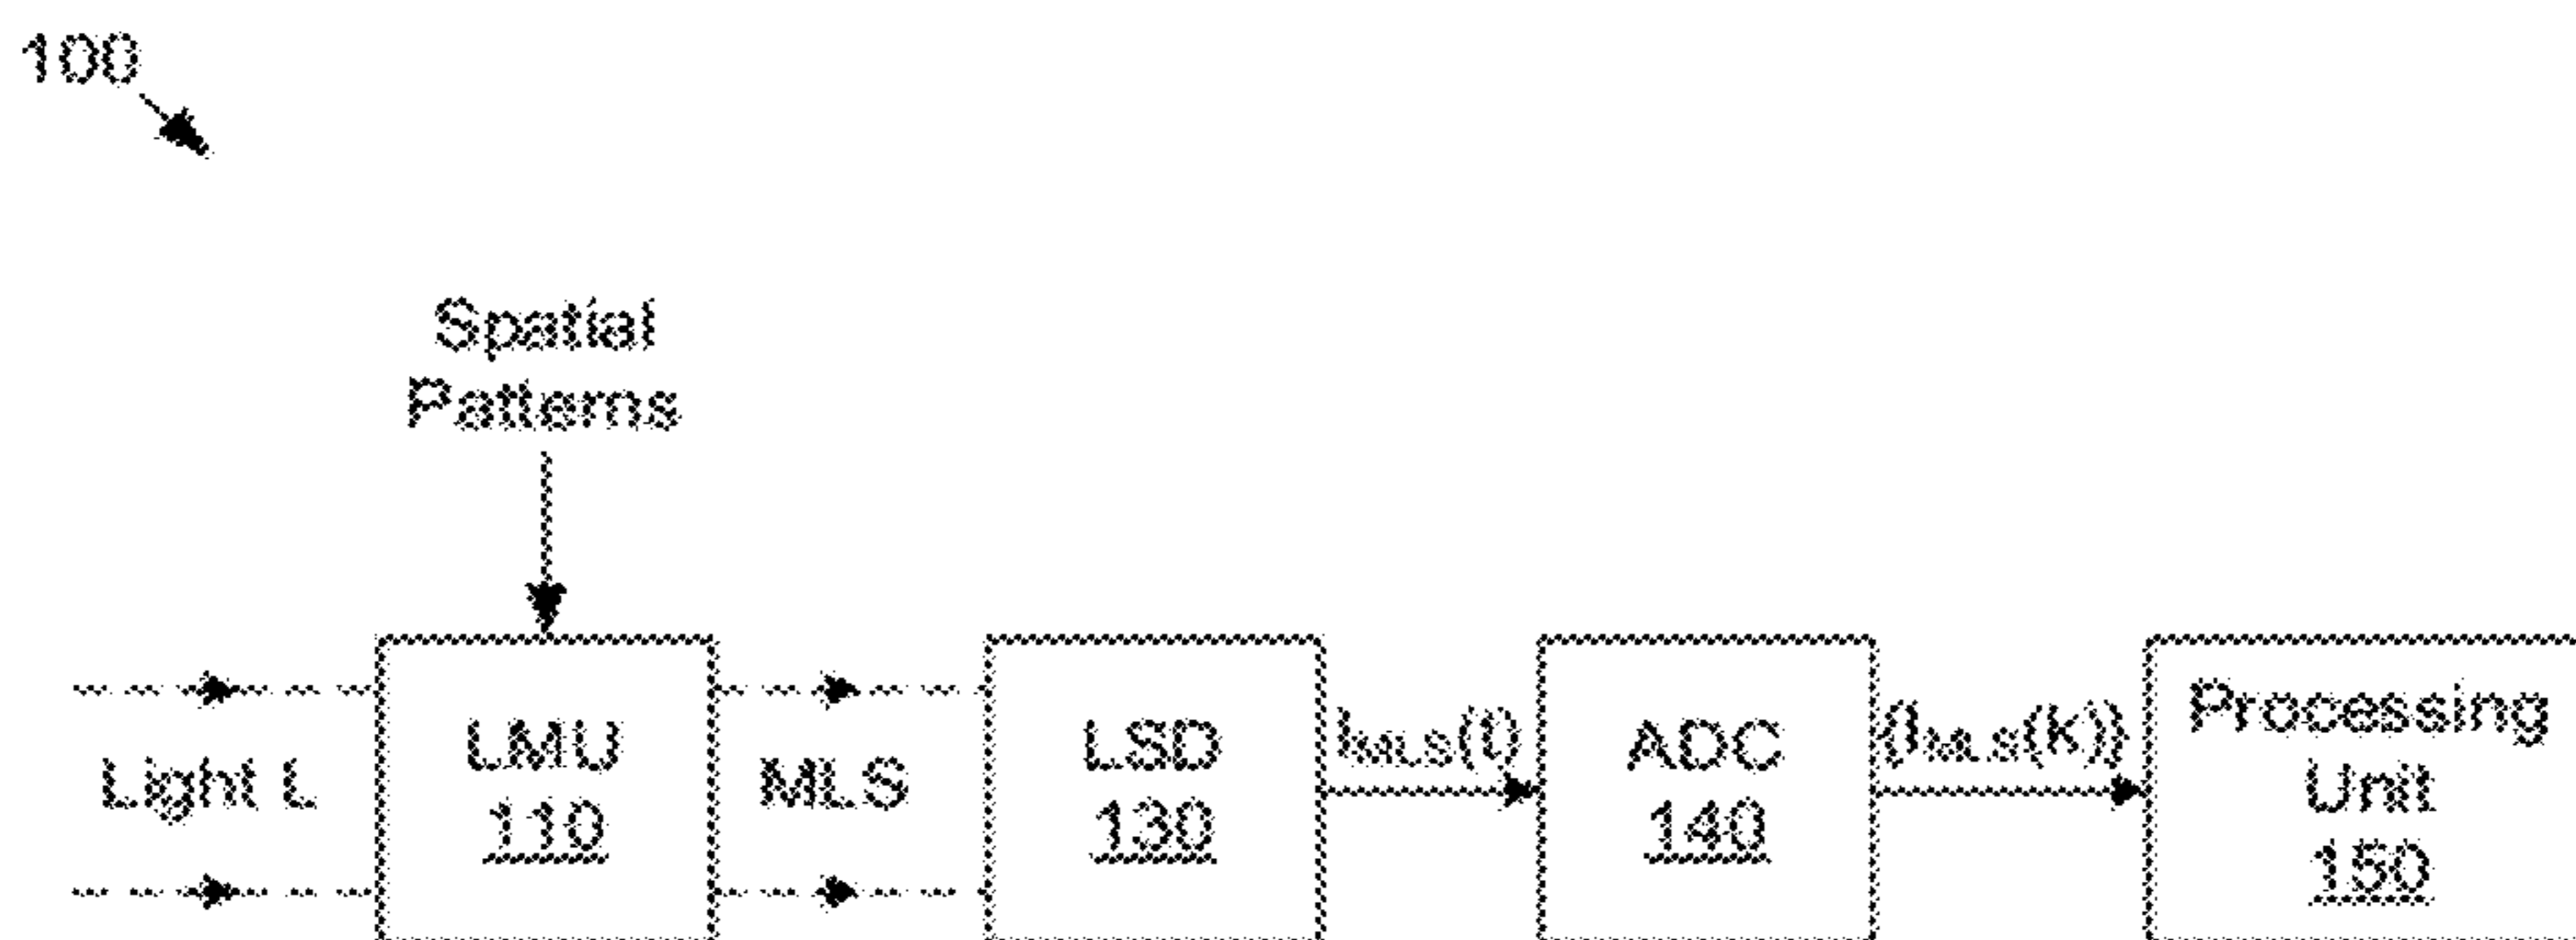 100
Spatial
Patterns
Light L
LMU
110
MLS
LSD
130
IMLS(t)
ADC
140
{IMLS(k)}
Processing
Unit
150